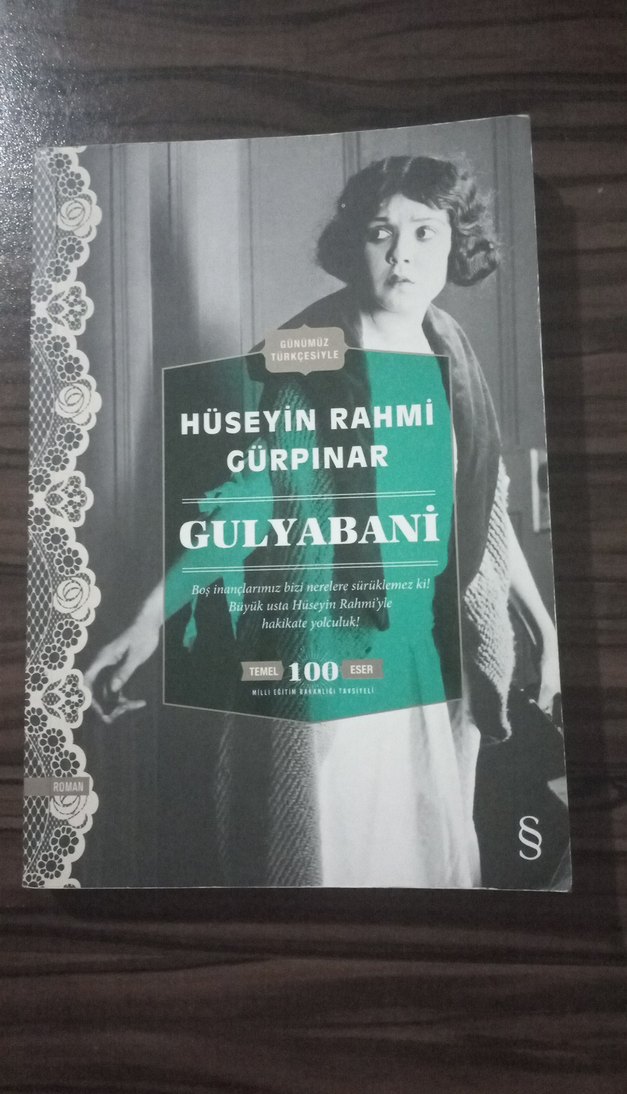 GÜNÜMÜZ
TÜRKÇESİYLE
HÜSEYİN RAHMİ
GÜRPINAR
GULYABANİ
Boş inançlarımız bizi nerelere sürüklemez ki!
Büyük usta Hüseyin Rahmi'yle
hakikate yolculuk!
TEMEL 100 ESER
MİLLİ EĞİTİM BAKANLIĞI TAVSİYELİ
ROMAN